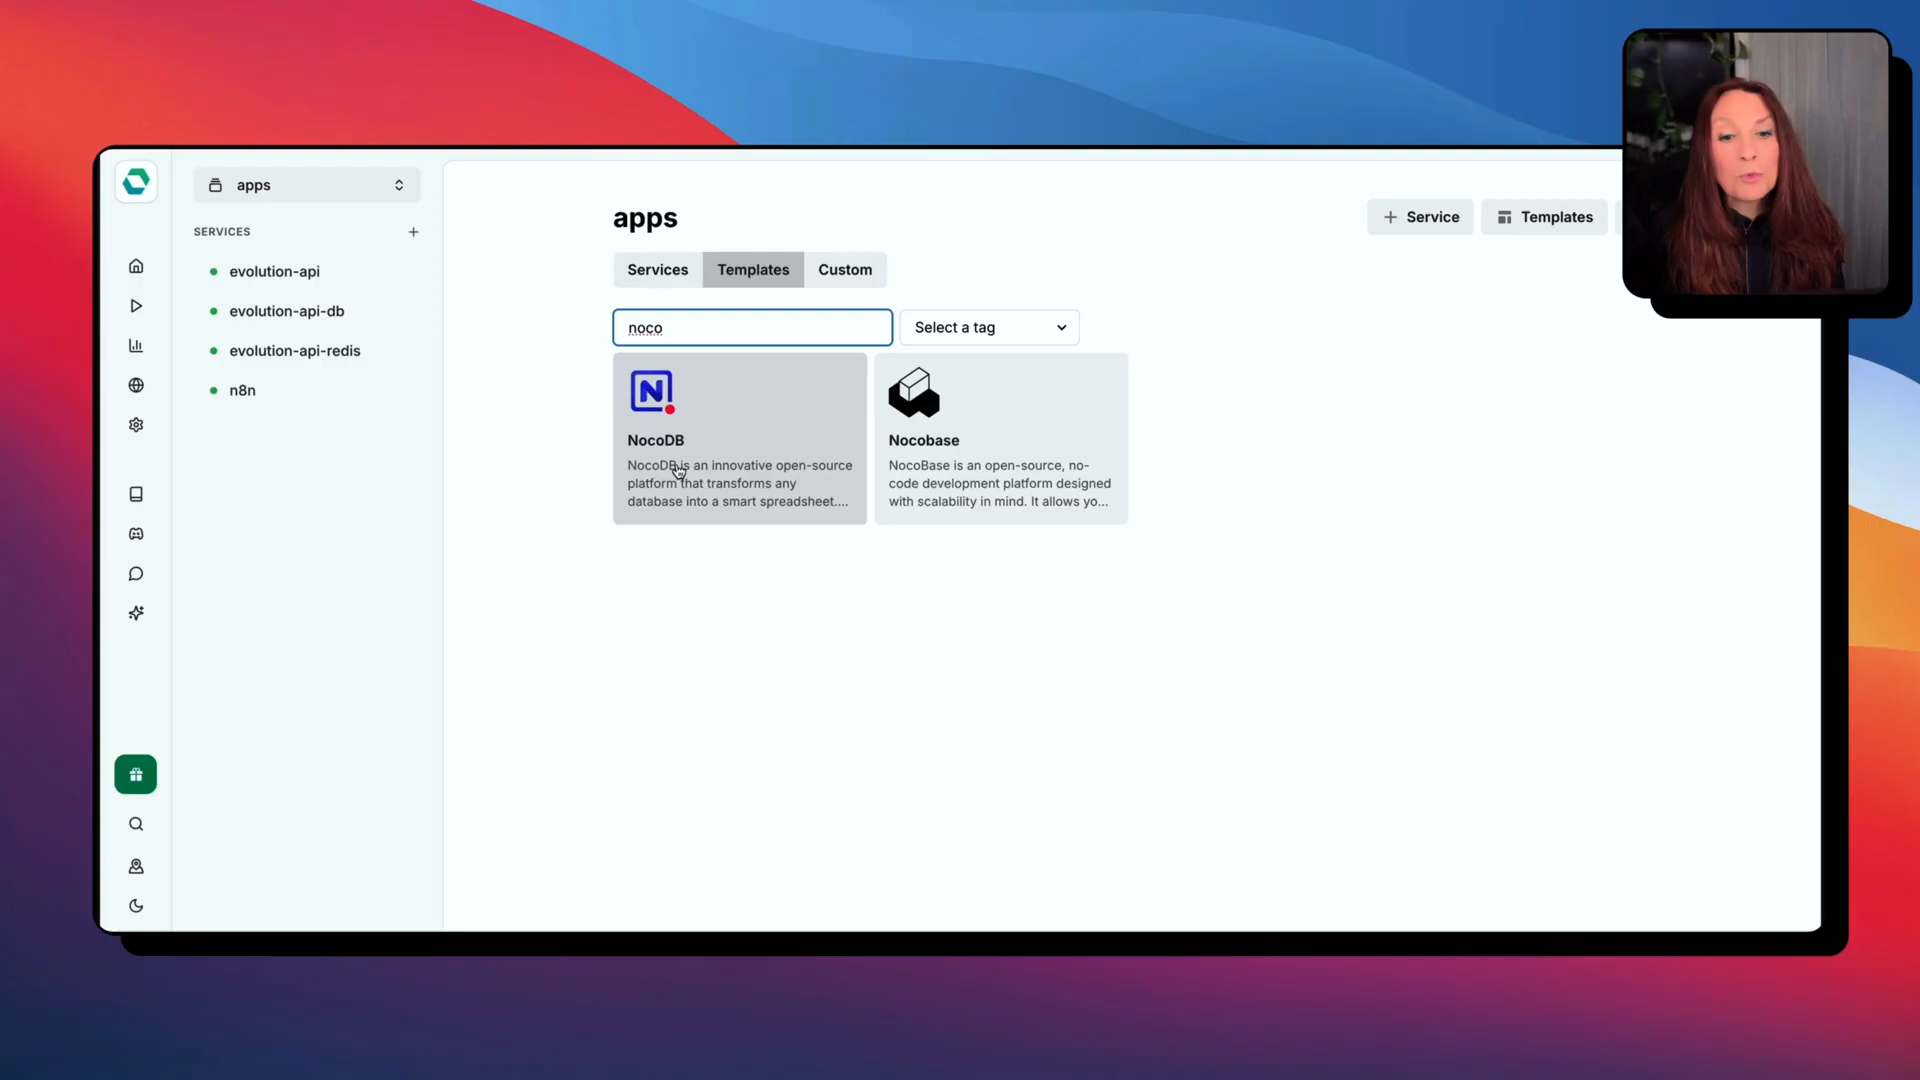 apps
SERVICES
evolution-api
evolution-api-db
evolution-api-redis
n8n
apps
Service
Templates
Services
Templates
Custom
noco
Select a tag
NocoDB
NocoDB is an innovative open-source
platform that transforms any
database into a smart spreadsheet....
Nocobase
NocoBase is an open-source, no-
code development platform designed
with scalability in mind. It allows yo...